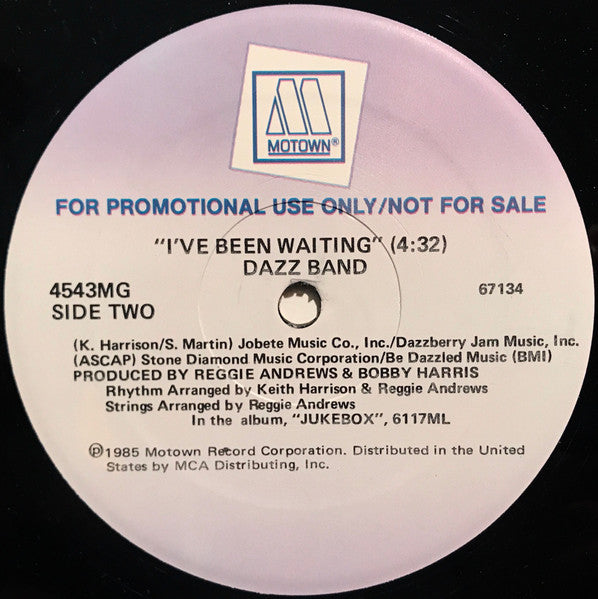 MOTOWN®
FOR PROMOTIONAL USE ONLY/NOT FOR SALE
"I'VE BEEN WAITING" (4:32)
DAZZ BAND
4543MG
67134
SIDE TWO
(K. Harrison/S. Martin) Jobete Music Co., Inc./Dazzberry Jam Music, Inc.
(ASCAP) Stone Diamond Music Corporation/Be Dazzled Music (BMI)
PRODUCED BY REGGIE ANDREWS & BOBBY HARRIS
Rhythm Arranged by Keith Harrison & Reggie Andrews
Strings Arranged by Reggie Andrews
In the album, "JUKEBOX", 6117ML
℗1985 Motown Record Corporation. Distributed in the United
States by MCA Distributing, Inc.